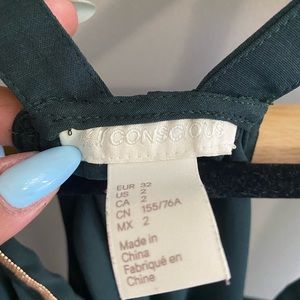 CONSCIOUS
EUR 32
US 2
CA 2
CN 155/76A
MX 2
Made in
China
Fabriqué en
Chine